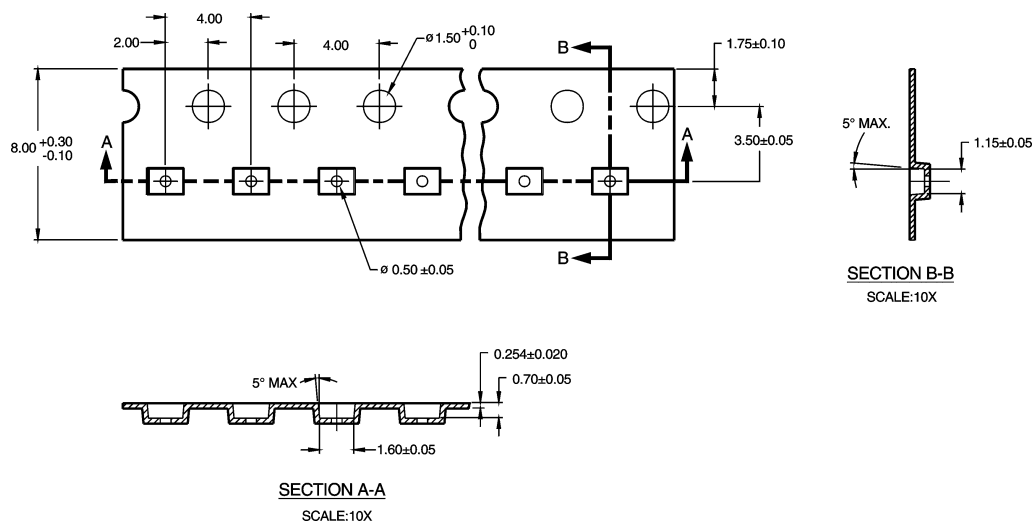 4.00
2.00
4.00
ø1.50 +0.10
0
B
1.75±0.10
8.00 +0.30
-0.10
A
A
3.50±0.05
5° MAX.
1.15±0.05
B
ø 0.50 ±0.05
SECTION B-B
SCALE:10X
0.254±0.020
5° MAX
0.70±0.05
1.60±0.05
SECTION A-A
SCALE:10X